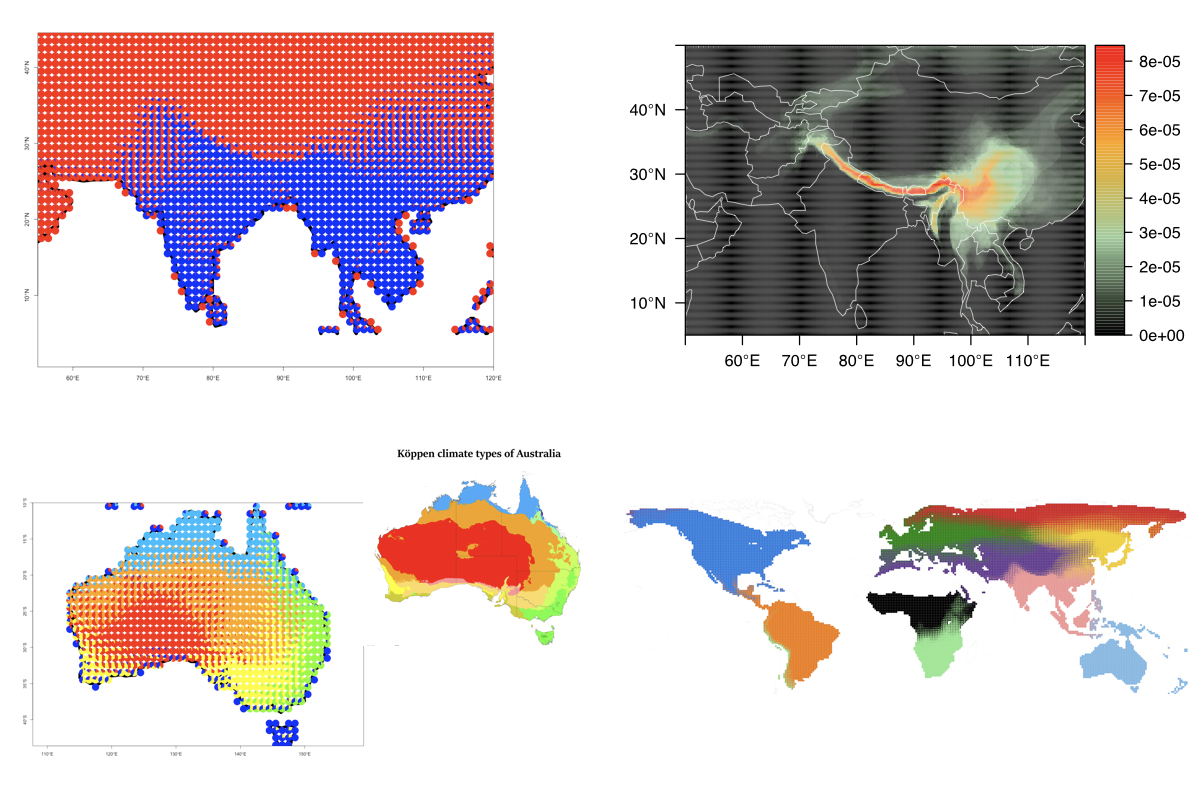 40°N
30°N
20°N
10°N
60°E 70°E 80°E 90°E 100°E 110°E 120°E
40°N
30°N
20°N
10°N
60°E 70°E 80°E 90°E 100°E 110°E
8e-05
7e-05
6e-05
5e-05
4e-05
3e-05
2e-05
1e-05
0e+00
Köppen climate types of Australia
10°S
15°S
20°S
25°S
30°S
35°S
40°S
110°E 120°E 130°E 140°E 150°E